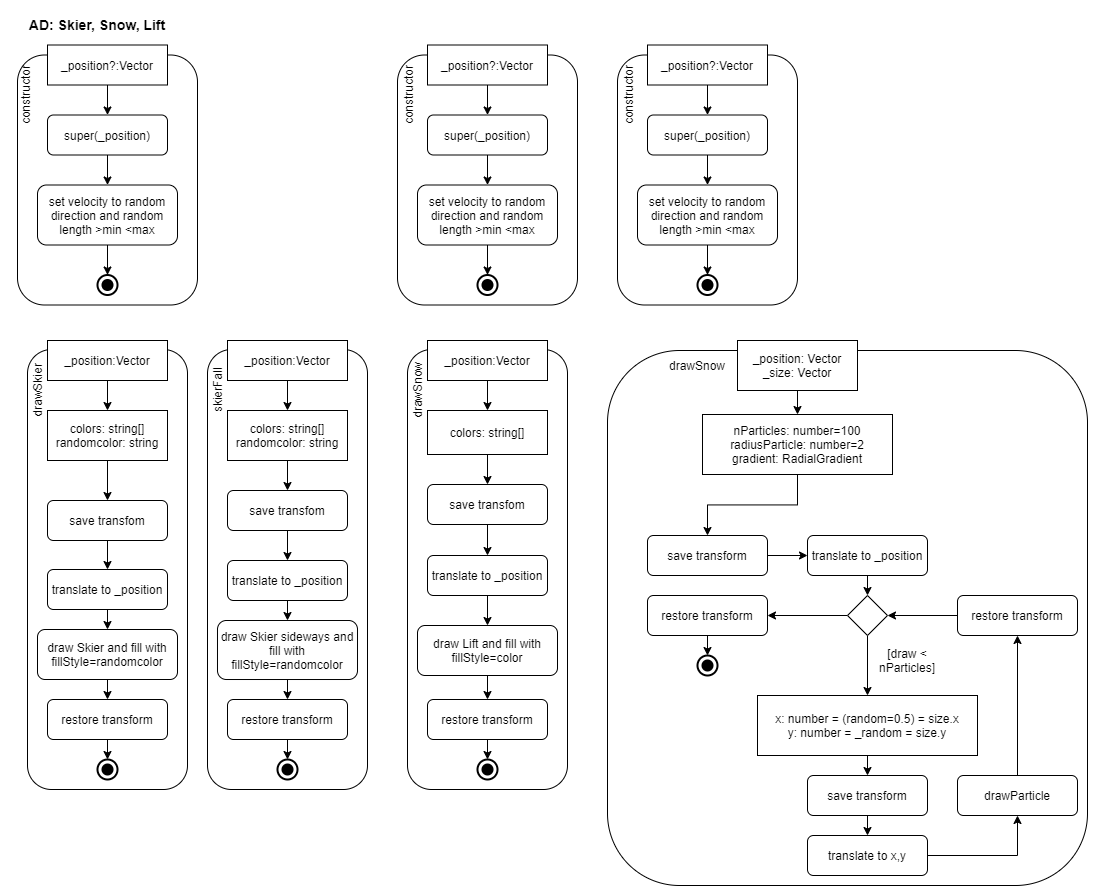 AD: Skier, Snow, Lift
constructor
_position?:Vector
super(_position)
set velocity to random
direction and random
length >min <max
constructor
_position?:Vector
super(_position)
set velocity to random
direction and random
length >min <max
constructor
_position?:Vector
super(_position)
set velocity to random
direction and random
length >min <max
drawSkier
_position:Vector
colors: string[]
randomcolor: string
save transfom
translate to _position
draw Skier and fill with
fillStyle=randomcolor
restore transform
skierFall
_position:Vector
colors: string[]
randomcolor: string
save transfom
translate to _position
draw Skier sideways and
fill with
fillStyle=randomcolor
restore transform
drawSnow
_position:Vector
colors: string[]
save transfom
translate to _position
draw Lift and fill with
fillStyle=color
restore transform
drawSnow
_position: Vector
_size: Vector
nParticles: number=100
radiusParticle: number=2
gradient: RadialGradient
save transform
translate to _position
restore transform
restore transform
[draw <
nParticles]
x: number = (random=0.5) = size.x
y: number = _random = size.y
save transform
drawParticle
translate to x,y